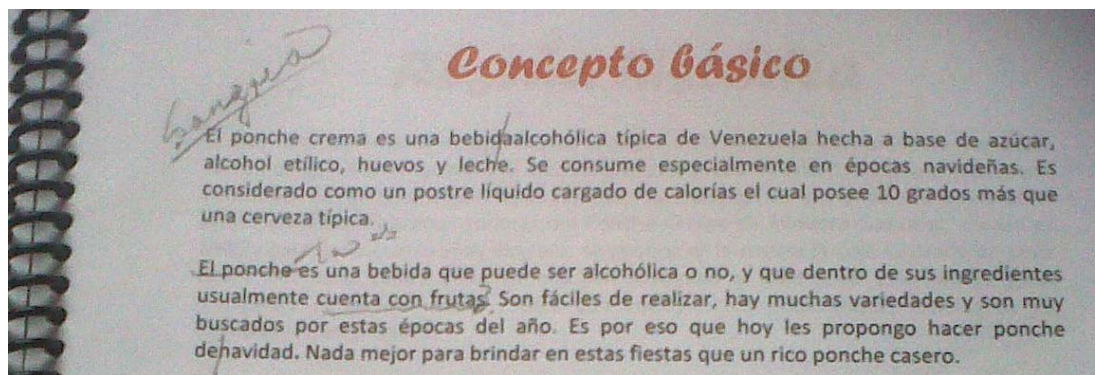 Concepto básico
Sangría
El ponche crema es una bebidaalcohólica típica de Venezuela hecha a base de azúcar,
alcohol etílico, huevos y leche. Se consume especialmente en épocas navideñas. Es
considerado como un postre líquido cargado de calorías el cual posee 10 grados más que
una cerveza típica.
El ponche es una bebida que puede ser alcohólica o no, y que dentro de sus ingredientes
usualmente cuenta con frutas. Son fáciles de realizar, hay muchas variedades y son muy
buscados por estas épocas del año. Es por eso que hoy les propongo hacer ponche
denavidad. Nada mejor para brindar en estas fiestas que un rico ponche casero.